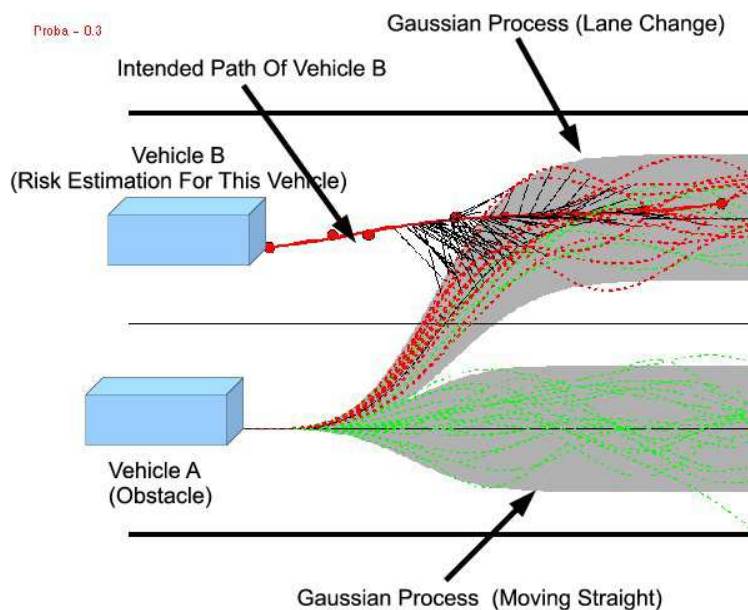 Proba - 0.3
Gaussian Process (Lane Change)
Intended Path Of Vehicle B
Vehicle B
(Risk Estimation For This Vehicle)
Vehicle A
(Obstacle)
Gaussian Process (Moving Straight)